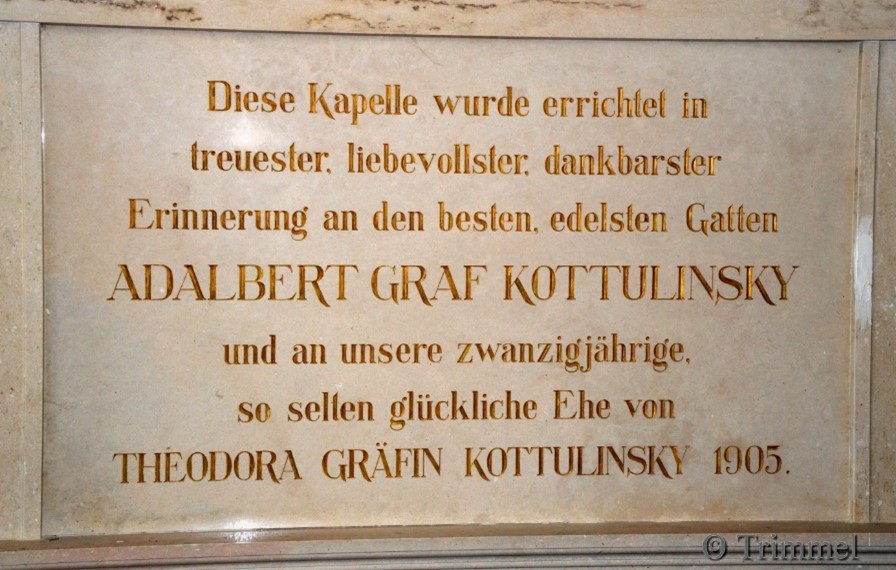 Diese Kapelle wurde errichtet in
treuester, liebevollster, dankbarster
Erinnerung an den besten, edelsten Gatten
ADALBERT GRAF KOTTULINSKY
und an unsere zwanzigjährige,
so selten glückliche Ehe von
THEODORA GRÄFIN KOTTULINSKY 1905.
© Trimmel